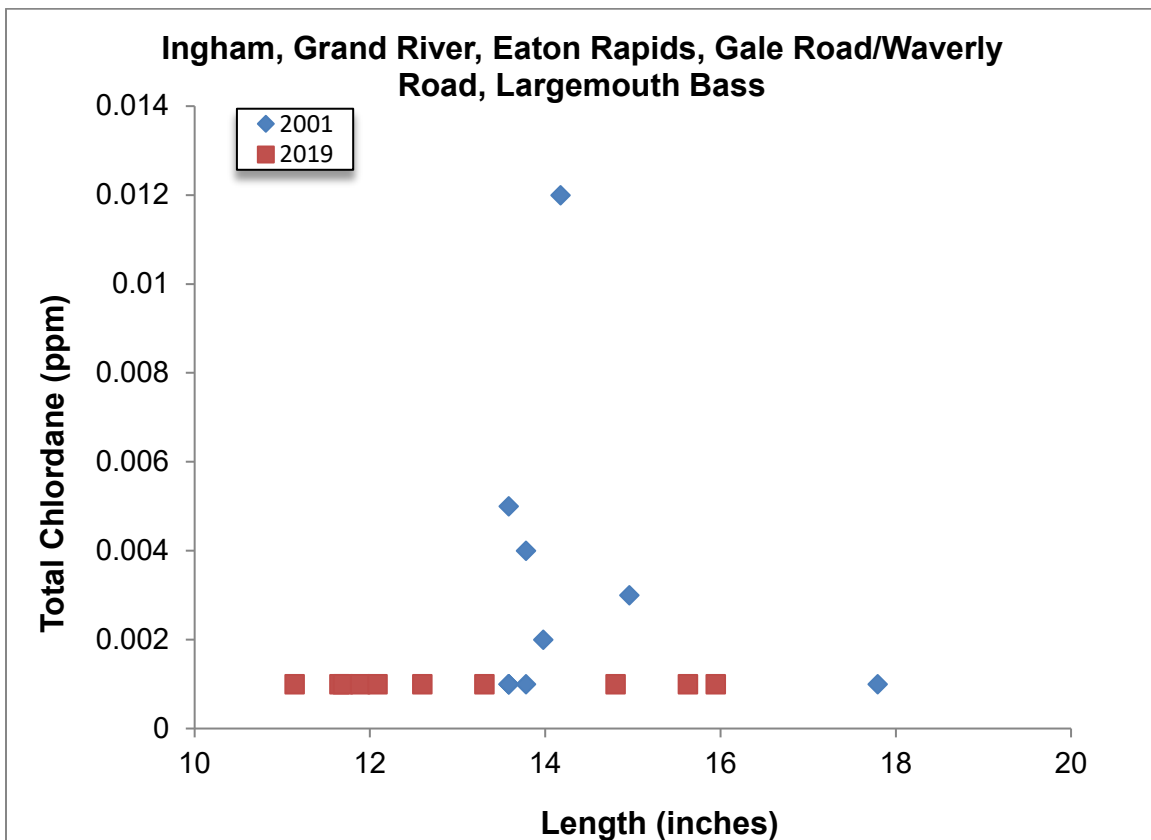 Ingham, Grand River, Eaton Rapids, Gale Road/Waverly
Road, Largemouth Bass
0.014
2001
2019
0.012
0.01
0.008
0.006
0.004
0.002
0
Total Chlordane (ppm)
10 12 14 16 18 20
Length (inches)